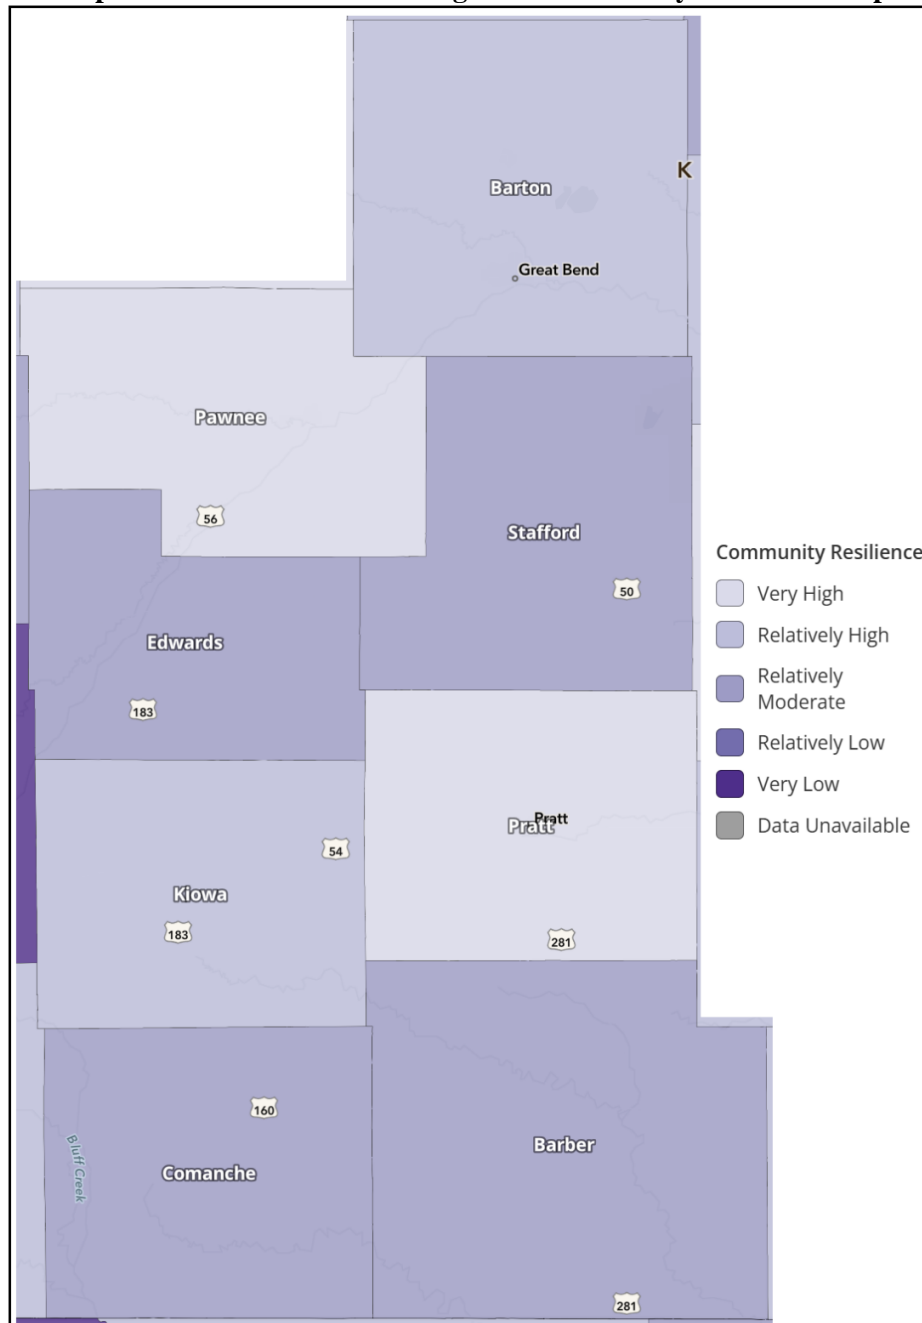 Barton
K
Great Bend
Pawnee
56
Stafford
50
Community Resilience
Very High
Relatively High
Relatively
Moderate
Relatively Low
Very Low
Data Unavailable
Edwards
183
Pratt
Pratt
54
Kiowa
183
281
160
Barber
Bluff Creek
Comanche
281